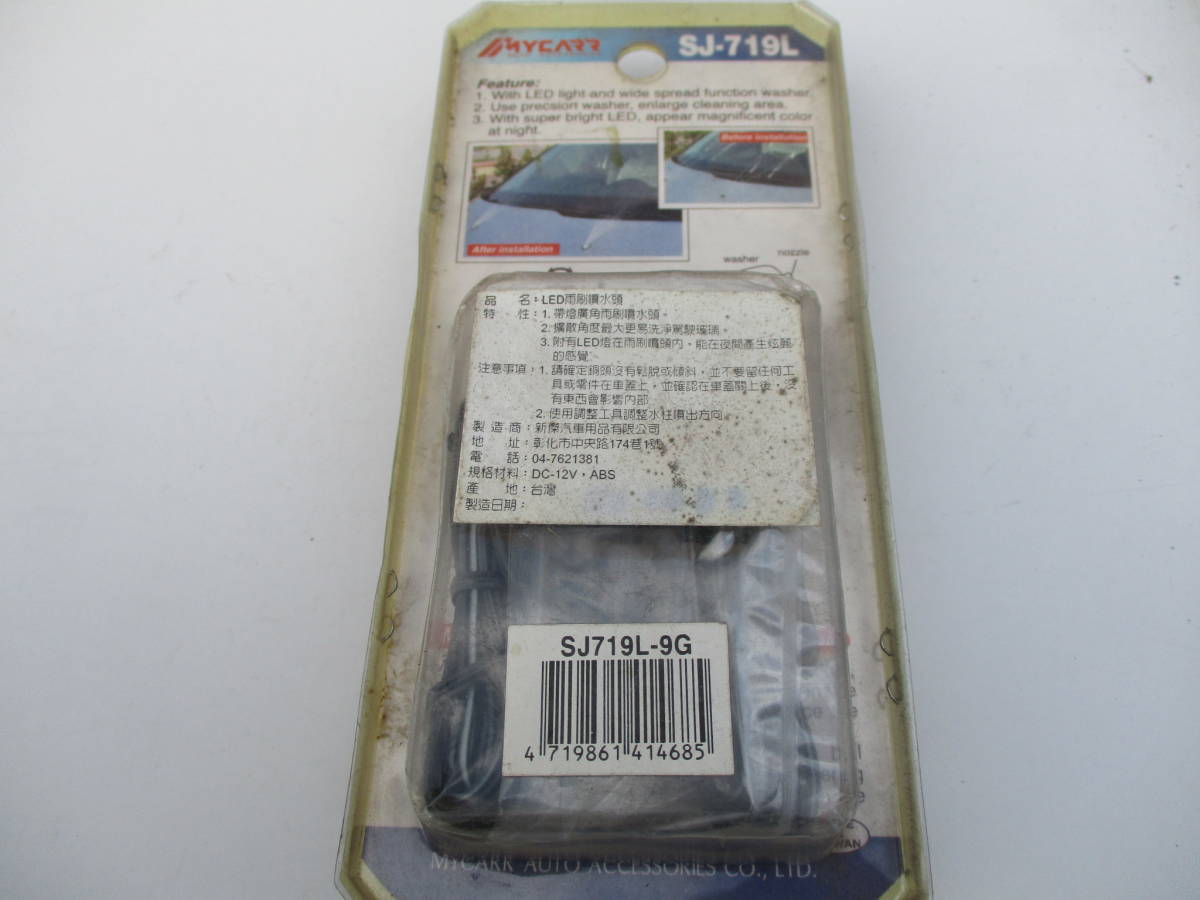 MYCARR
SJ-719L
Feature:
1. With LED light and wide spread function washer.
2. Use precsiort washer, enlarge cleaning area.
3. With super bright LED, appear magnificent color
at night.
Before installation
After installation
washer
nozzle
品 名：LED雨刷噴水頭
特 性：1. 帶燈廣角雨刷噴水頭。
2. 擴散角度最大更易洗淨駕駛玻璃。
3. 附有LED燈在雨刷噴頭內，能在夜間產生炫麗
的感覺。
注意事項：1. 請確定銅頭沒有鬆脫或傾斜，並不要留任何工
具或零件在車蓋上，並確認在車蓋關上後，沒
有東西會影響內部
2. 使用調整工具調整水柱噴出方向
製 造 商：新傑汽車用品有限公司
地 址：彰化市中央路174巷1號
電 話：04-7621381
規格材料：DC-12V，ABS
產 地：台灣
製造日期：
SJ719L-9G
4 719861 414685
MYCARR AUTO ACCESSORIES CO., LTD.